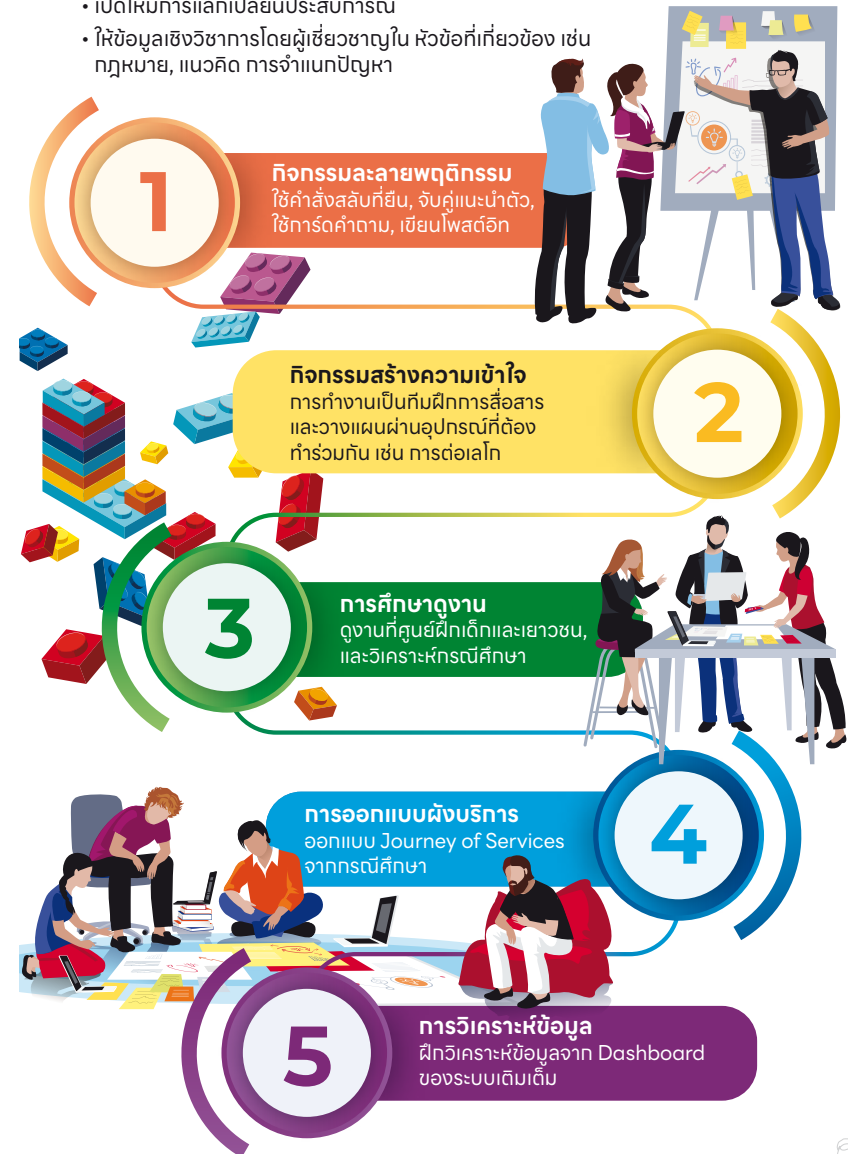 • เปิดให้มีการแลกเปลี่ยนประสบการณ์
• ให้ข้อมูลเชิงวิชาการโดยผู้เชี่ยวชาญใน หัวข้อที่เกี่ยวข้อง เช่น
กฎหมาย, แนวคิด การจำแนกปัญหา
1
กิจกรรมละลายพฤติกรรม
ใช้คำสั่งสลับที่ยืน, จับคู่แนะนำตัว,
ใช้การ์ดคำถาม, เขียนโพสต์อิท
กิจกรรมสร้างความเข้าใจ
การทำงานเป็นทีมฝึกการสื่อสาร
และวางแผนผ่านอุปกรณ์ที่ต้อง
ทำร่วมกัน เช่น การต่อเลโก
2
3
การศึกษาดูงาน
ดูงานที่ศูนย์ฝึกเด็กและเยาวชน,
และวิเคราะห์กรณีศึกษา
การออกแบบผังบริการ
ออกแบบ Journey of Services
จากกรณีศึกษา
4
5
การวิเคราะห์ข้อมูล
ฝึกวิเคราะห์ข้อมูลจาก Dashboard
ของระบบเติมเต็ม